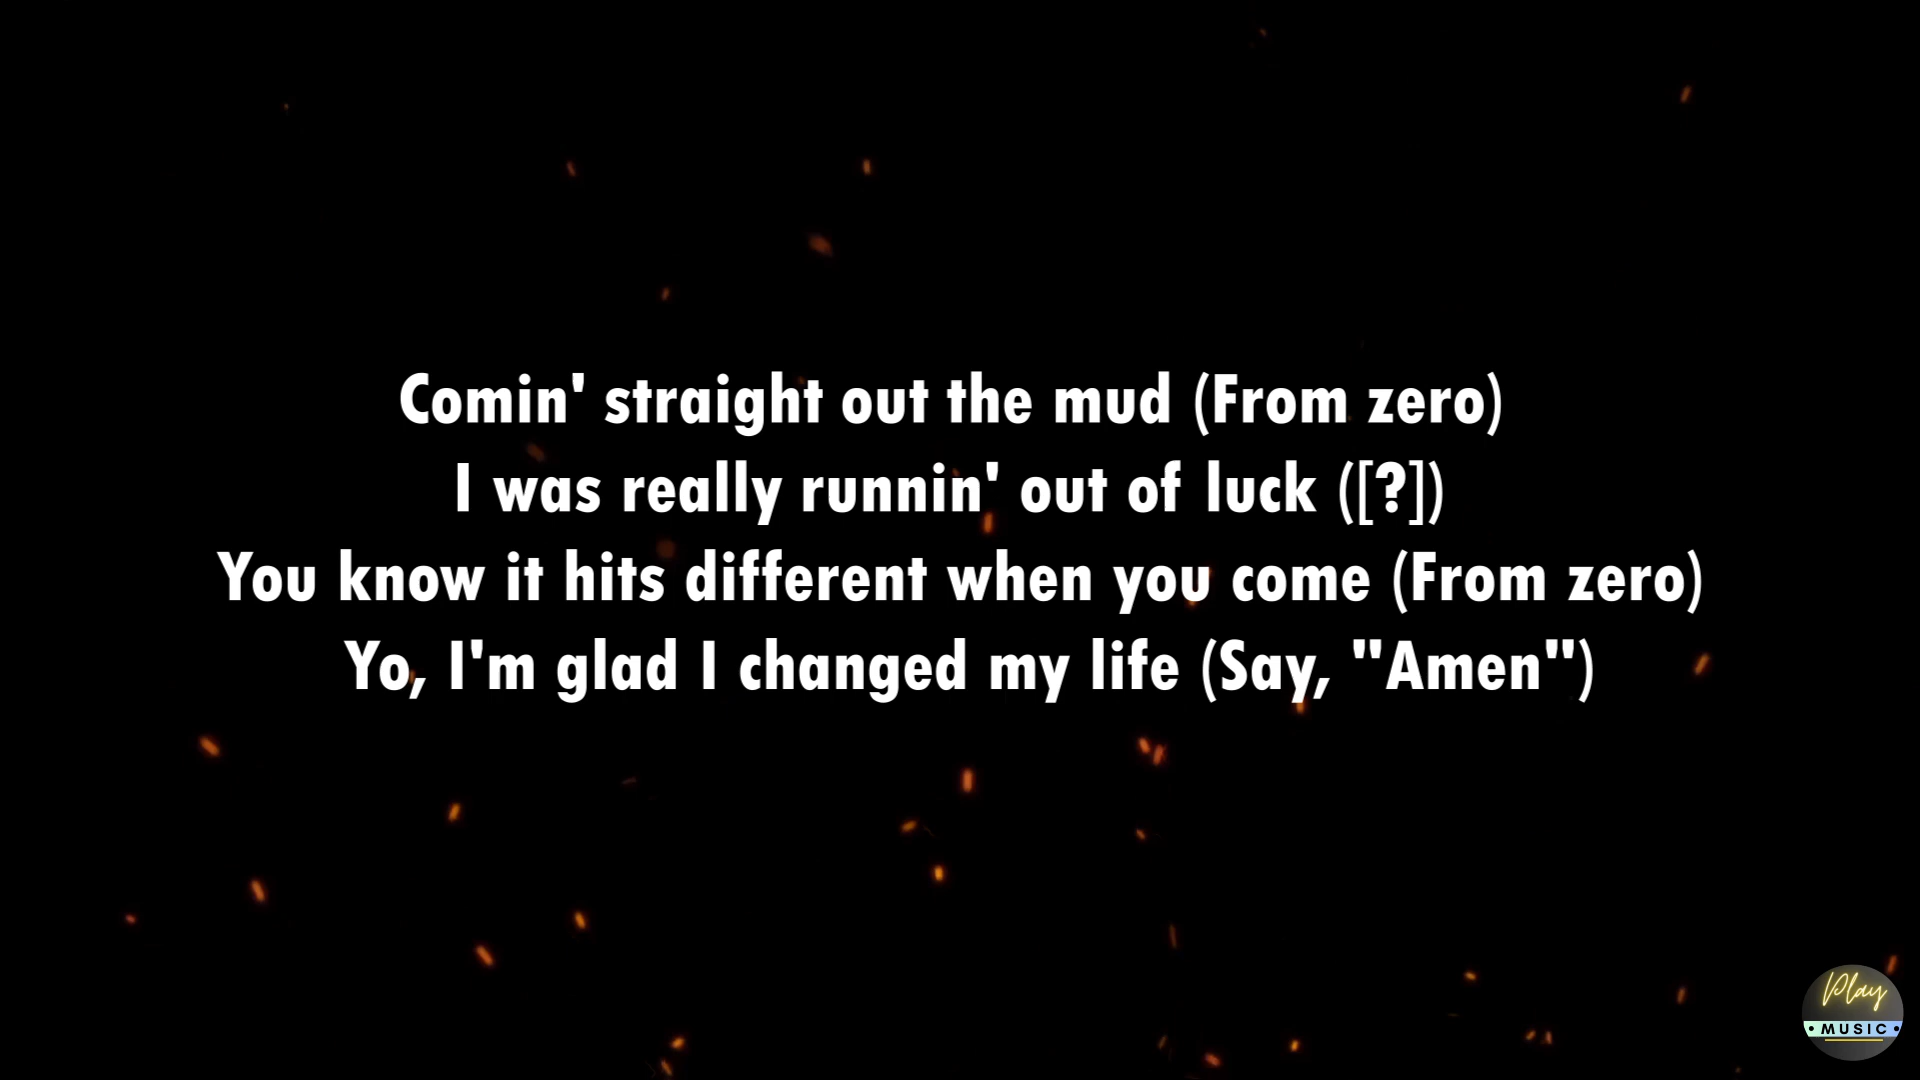 Comin' straight out the mud (From zero)
I was really runnin' out of luck ([?])
You know it hits different when you come (From zero)
Yo, I'm glad I changed my life (Say, "Amen")
Play
• MUSIC •